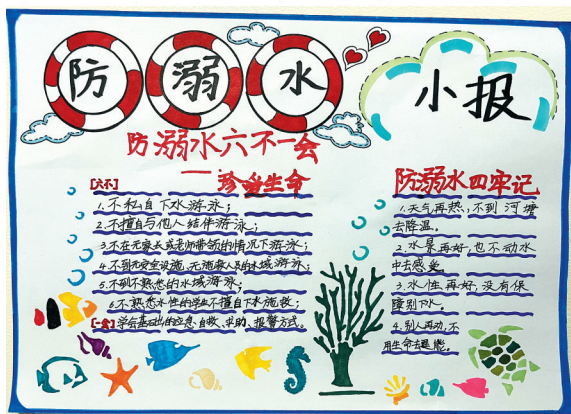 防溺水
小报
防溺水六不一会
——珍爱生命
【六不】
1.不私自下水游泳;
2.不擅自与他人结伴游泳;
3.不在无家长或老师带领的情况下游泳;
4.不到无安全设施、无施救人员的水域游泳;
5.不到不熟悉的水域游泳;
6.不熟悉水性的学生不擅自下水施救;
【一会】学会基础的应急、自救、求助、报警方式。
防溺水四牢记
1.天气再热,不到河塘
去降温。
2.水景再好,也不动水
中去感受
3.水性再好,没有保
障别下水。
4.别人再劝,不
用生命去逞能。